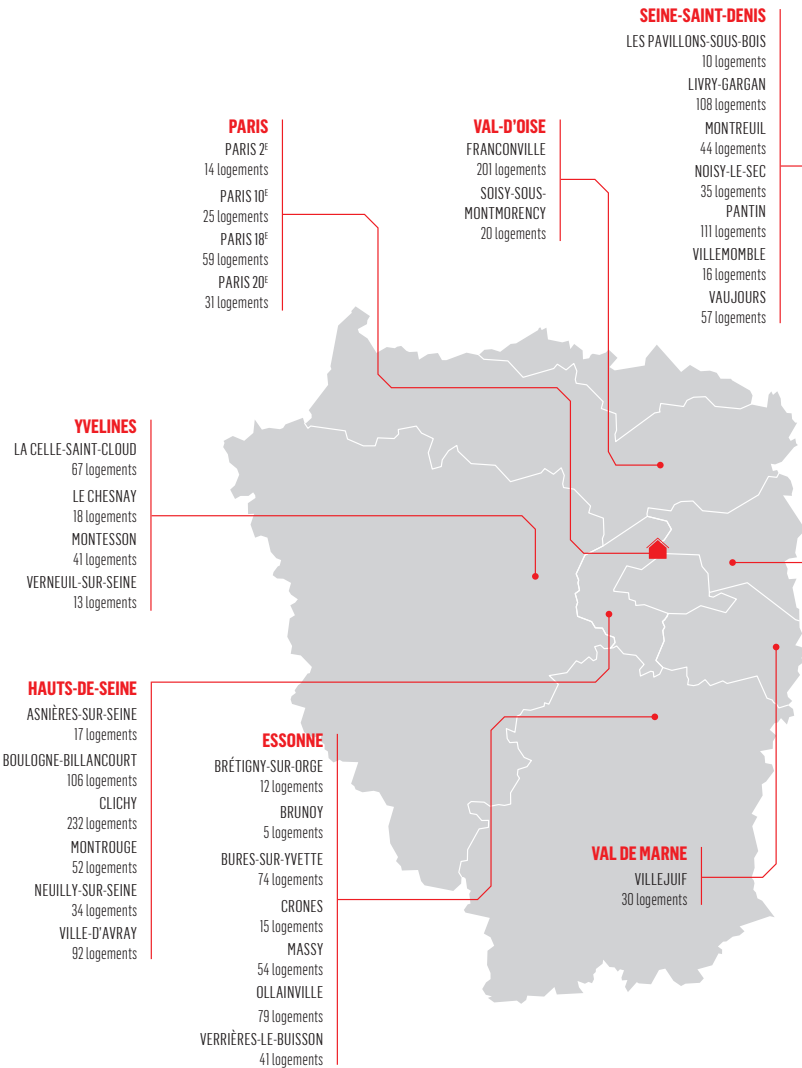 SEINE-SAINT-DENIS
LES PAVILLONS-SOUS-BOIS
10 logements
LIVRY-GARGAN
108 logements
MONTREUIL
44 logements
NOISY-LE-SEC
35 logements
PANTIN
111 logements
VILLEMOMBLE
16 logements
VAUJOURS
57 logements
PARIS
PARIS 2E
14 logements
PARIS 10E
25 logements
PARIS 18E
59 logements
PARIS 20E
31 logements
VAL-D'OISE
FRANCONVILLE
201 logements
SOISY-SOUS-
MONTMORENCY
20 logements
YVELINES
LA CELLE-SAINT-CLOUD
67 logements
LE CHESNAY
18 logements
MONTESSON
41 logements
VERNEUIL-SUR-SEINE
13 logements
HAUTS-DE-SEINE
ASNIÈRES-SUR-SEINE
17 logements
BOULOGNE-BILLANCOURT
106 logements
CLICHY
232 logements
MONTROUGE
52 logements
NEUILLY-SUR-SEINE
34 logements
VILLE-D'AVRAY
92 logements
ESSONNE
BRÉTIGNY-SUR-ORGE
12 logements
BRUNOY
5 logements
BURES-SUR-YVETTE
74 logements
CRONES
15 logements
MASSY
54 logements
OLLAINVILLE
79 logements
VERRIÈRES-LE-BUISSON
41 logements
VAL DE MARNE
VILLEJUIF
30 logements